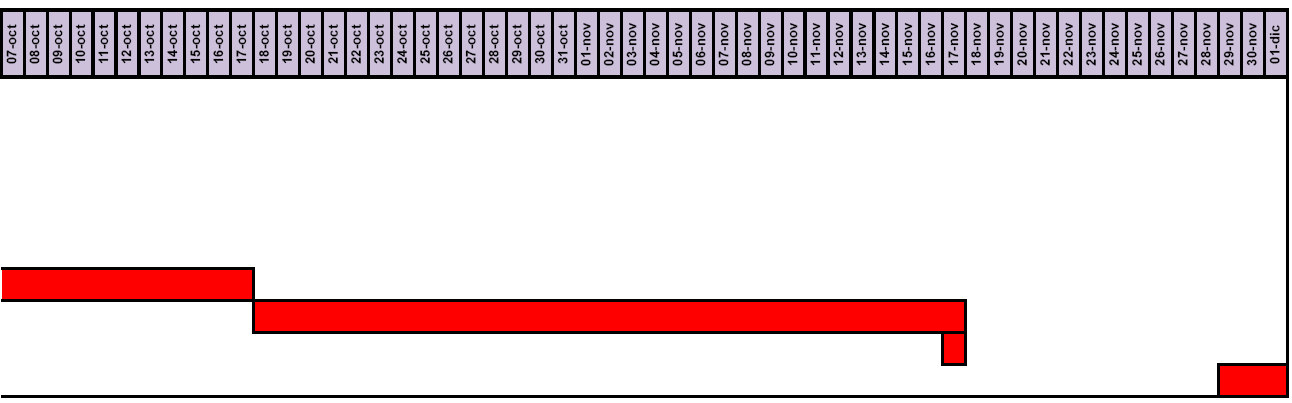 07-oct
08-oct
09-oct
10-oct
11-oct
12-oct
13-oct
14-oct
15-oct
16-oct
17-oct
18-oct
19-oct
20-oct
21-oct
22-oct
23-oct
24-oct
25-oct
26-oct
27-oct
28-oct
29-oct
30-oct
31-oct
01-nov
02-nov
03-nov
04-nov
05-nov
06-nov
07-nov
08-nov
09-nov
10-nov
11-nov
12-nov
13-nov
14-nov
15-nov
16-nov
17-nov
18-nov
19-nov
20-nov
21-nov
22-nov
23-nov
24-nov
25-nov
26-nov
27-nov
28-nov
29-nov
30-nov
01-dic